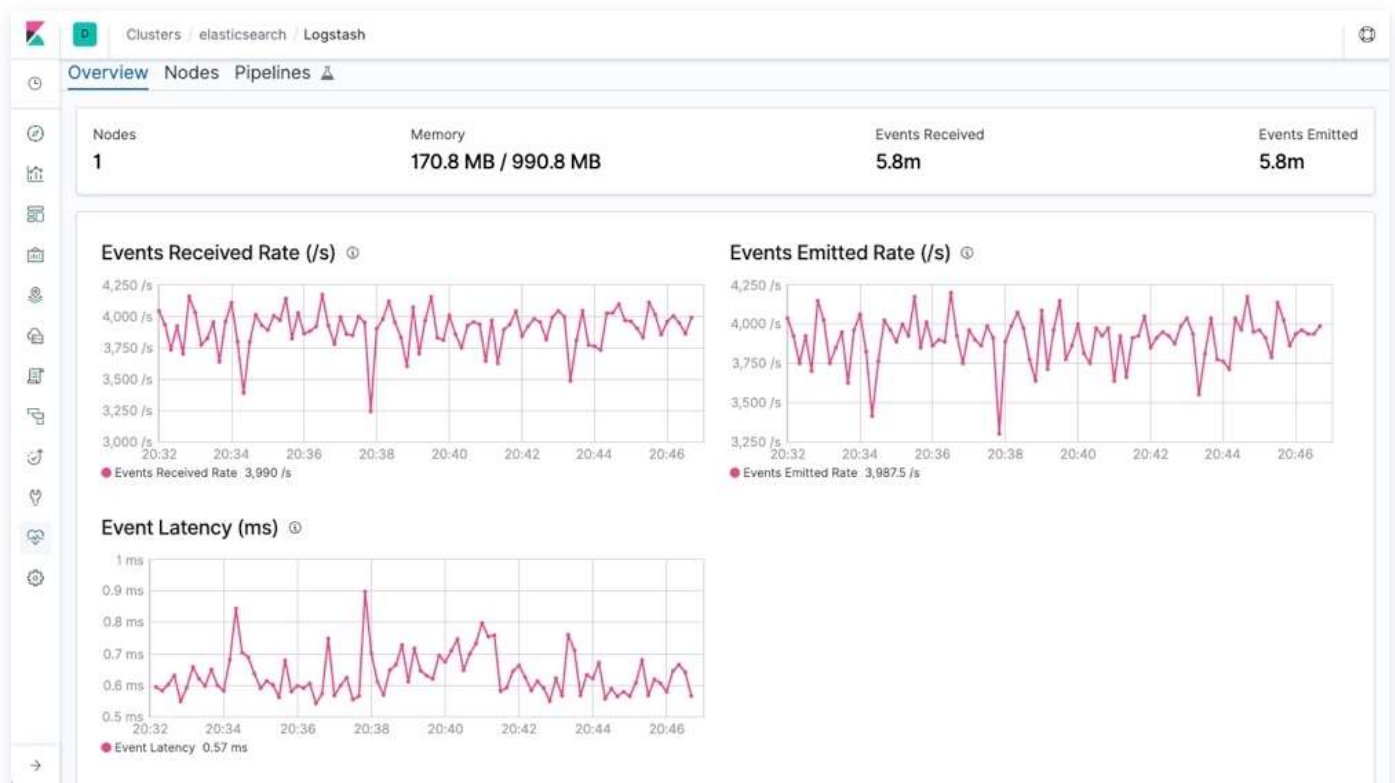 D Clusters / elasticsearch / Logstash
Overview Nodes Pipelines
Nodes Memory Events Received Events Emitted
1 170.8 MB / 990.8 MB 5.8m 5.8m
Events Received Rate (/s)
4,250 /s
4,000 /s
3,750 /s
3,500 /s
3,250 /s
3,000 /s
20:32 20:34 20:36 20:38 20:40 20:42 20:44 20:46
Events Received Rate 3,990 /s
Events Emitted Rate (/s)
4,250 /s
4,000 /s
3,750 /s
3,500 /s
3,250 /s
20:32 20:34 20:36 20:38 20:40 20:42 20:44 20:46
Events Emitted Rate 3,987.5 /s
Event Latency (ms)
1 ms
0.9 ms
0.8 ms
0.7 ms
0.6 ms
0.5 ms
20:32 20:34 20:36 20:38 20:40 20:42 20:44 20:46
Event Latency 0.57 ms